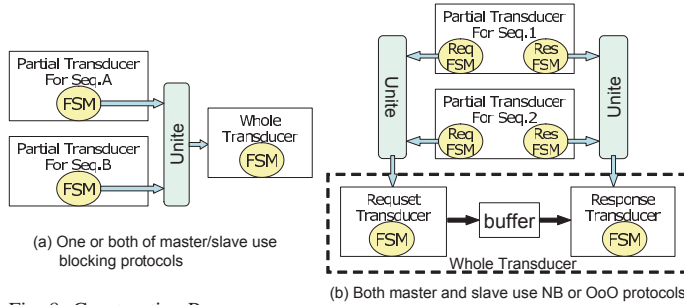 Partial Transducer
For Seq.A
FSM
Partial Transducer
For Seq.B
FSM
Unite
Whole
Transducer
FSM
(a) One or both of master/slave use
blocking protocols
Partial Transducer
For Seq.1
Req
FSM
Res
FSM
Partial Transducer
For Seq.2
Req
FSM
Res
FSM
Unite
Unite
Requset
Transducer
FSM
buffer
Response
Transducer
FSM
Whole Transducer
(b) Both master and slave use NB or OoO protocols